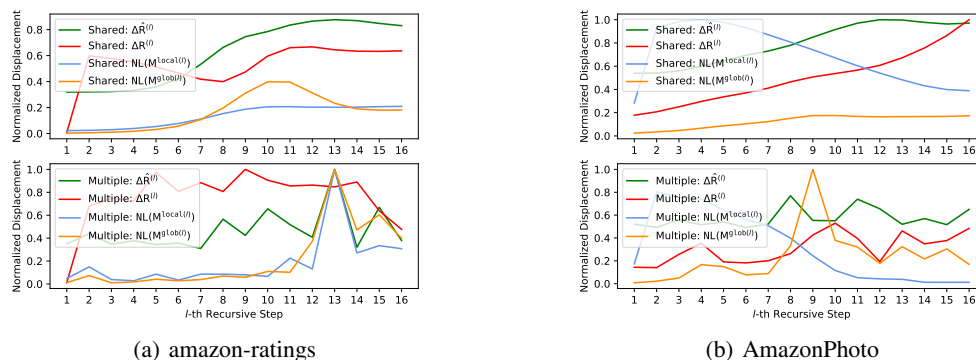 Normalized Displacement
0.8
0.6
0.4
0.2
0.0
Shared: ΔR̂⁽ˡ⁾
Shared: ΔR⁽ˡ⁾
Shared: NL(M^local(l))
Shared: NL(M^glob(l))
1 2 3 4 5 6 7 8 9 10 11 12 13 14 15 16
Normalized Displacement
1.0
0.8
0.6
0.4
0.2
0.0
Multiple: ΔR̂⁽ˡ⁾
Multiple: ΔR⁽ˡ⁾
Multiple: NL(M^local(l))
Multiple: NL(M^glob(l))
1 2 3 4 5 6 7 8 9 10 11 12 13 14 15 16
l-th Recursive Step
(a) amazon-ratings
Normalized Displacement
1.0
0.8
0.6
0.4
0.2
0.0
Shared: ΔR̂⁽ˡ⁾
Shared: ΔR⁽ˡ⁾
Shared: NL(M^local(l))
Shared: NL(M^glob(l))
1 2 3 4 5 6 7 8 9 10 11 12 13 14 15 16
Normalized Displacement
1.0
0.8
0.6
0.4
0.2
0.0
Multiple: ΔR̂⁽ˡ⁾
Multiple: ΔR⁽ˡ⁾
Multiple: NL(M^local(l))
Multiple: NL(M^glob(l))
1 2 3 4 5 6 7 8 9 10 11 12 13 14 15 16
l-th Recursive Step
(b) AmazonPhoto